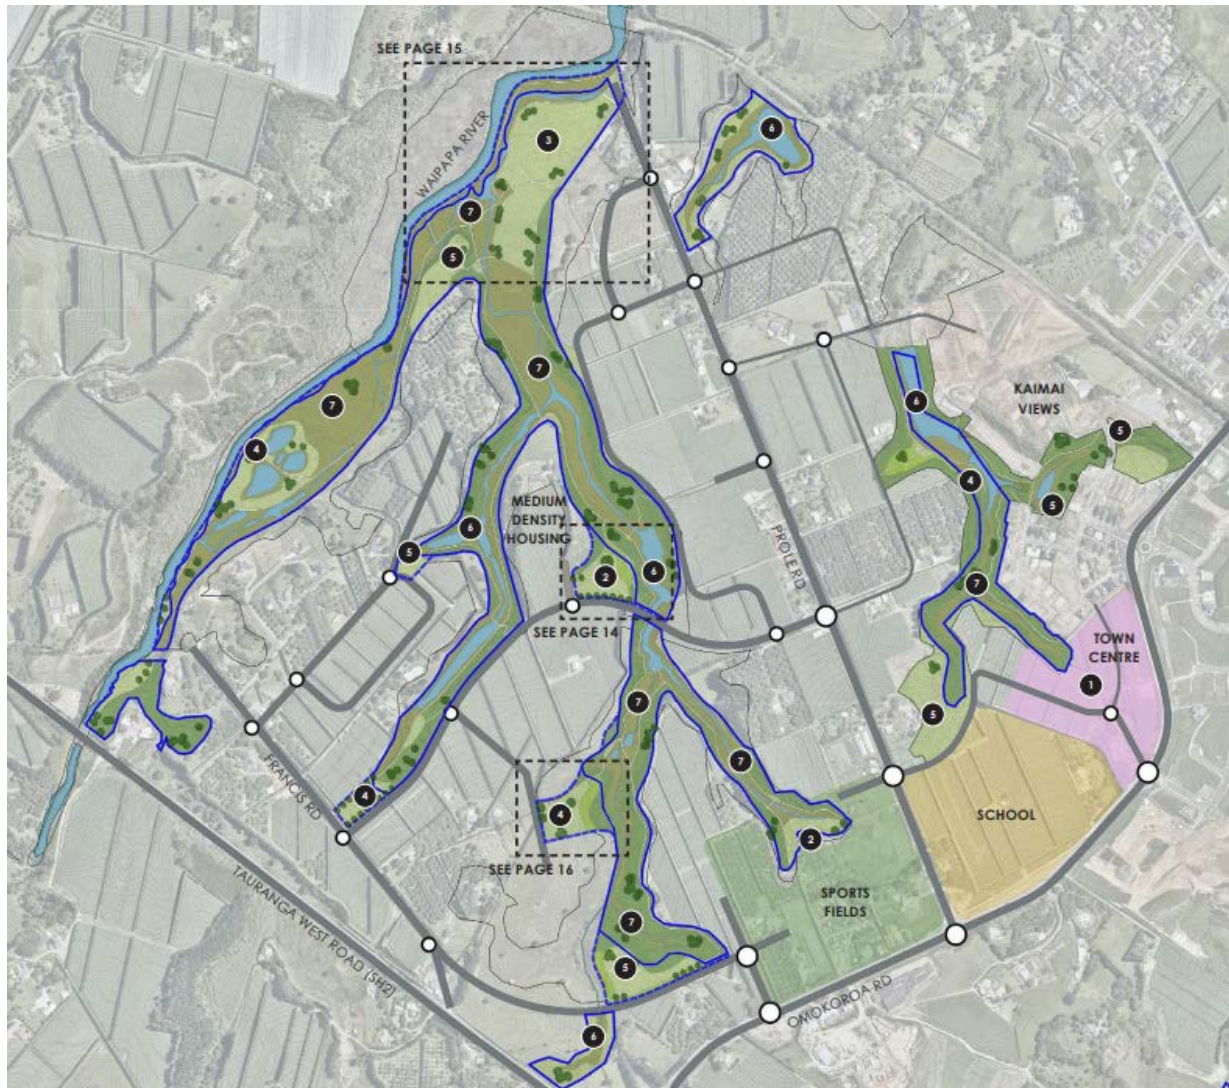 SEE PAGE 15
WAIPAPA RIVER
3
6
7
5
7
7
4
6
KAIMAI
VIEWS
5
4
5
MEDIUM
DENSITY
HOUSING
6
5
2
6
PROLE RD
7
SEE PAGE 14
TOWN
CENTRE
1
7
5
7
FRANCIS RD
4
4
SCHOOL
2
SEE PAGE 16
SPORTS
FIELDS
TAURANGA WEST ROAD (SH2)
7
5
OMOKOROA RD
6